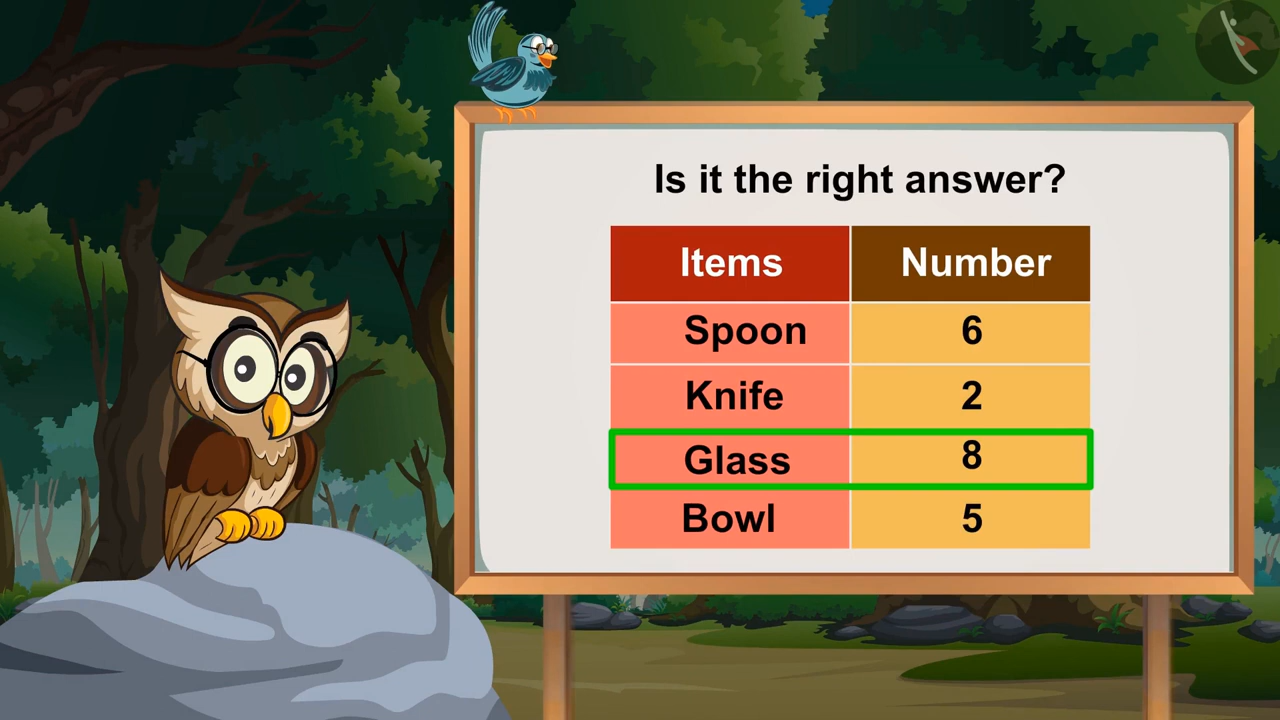 Is it the right answer?
Items Number
Spoon 6
Knife 2
Glass 8
Bowl 5